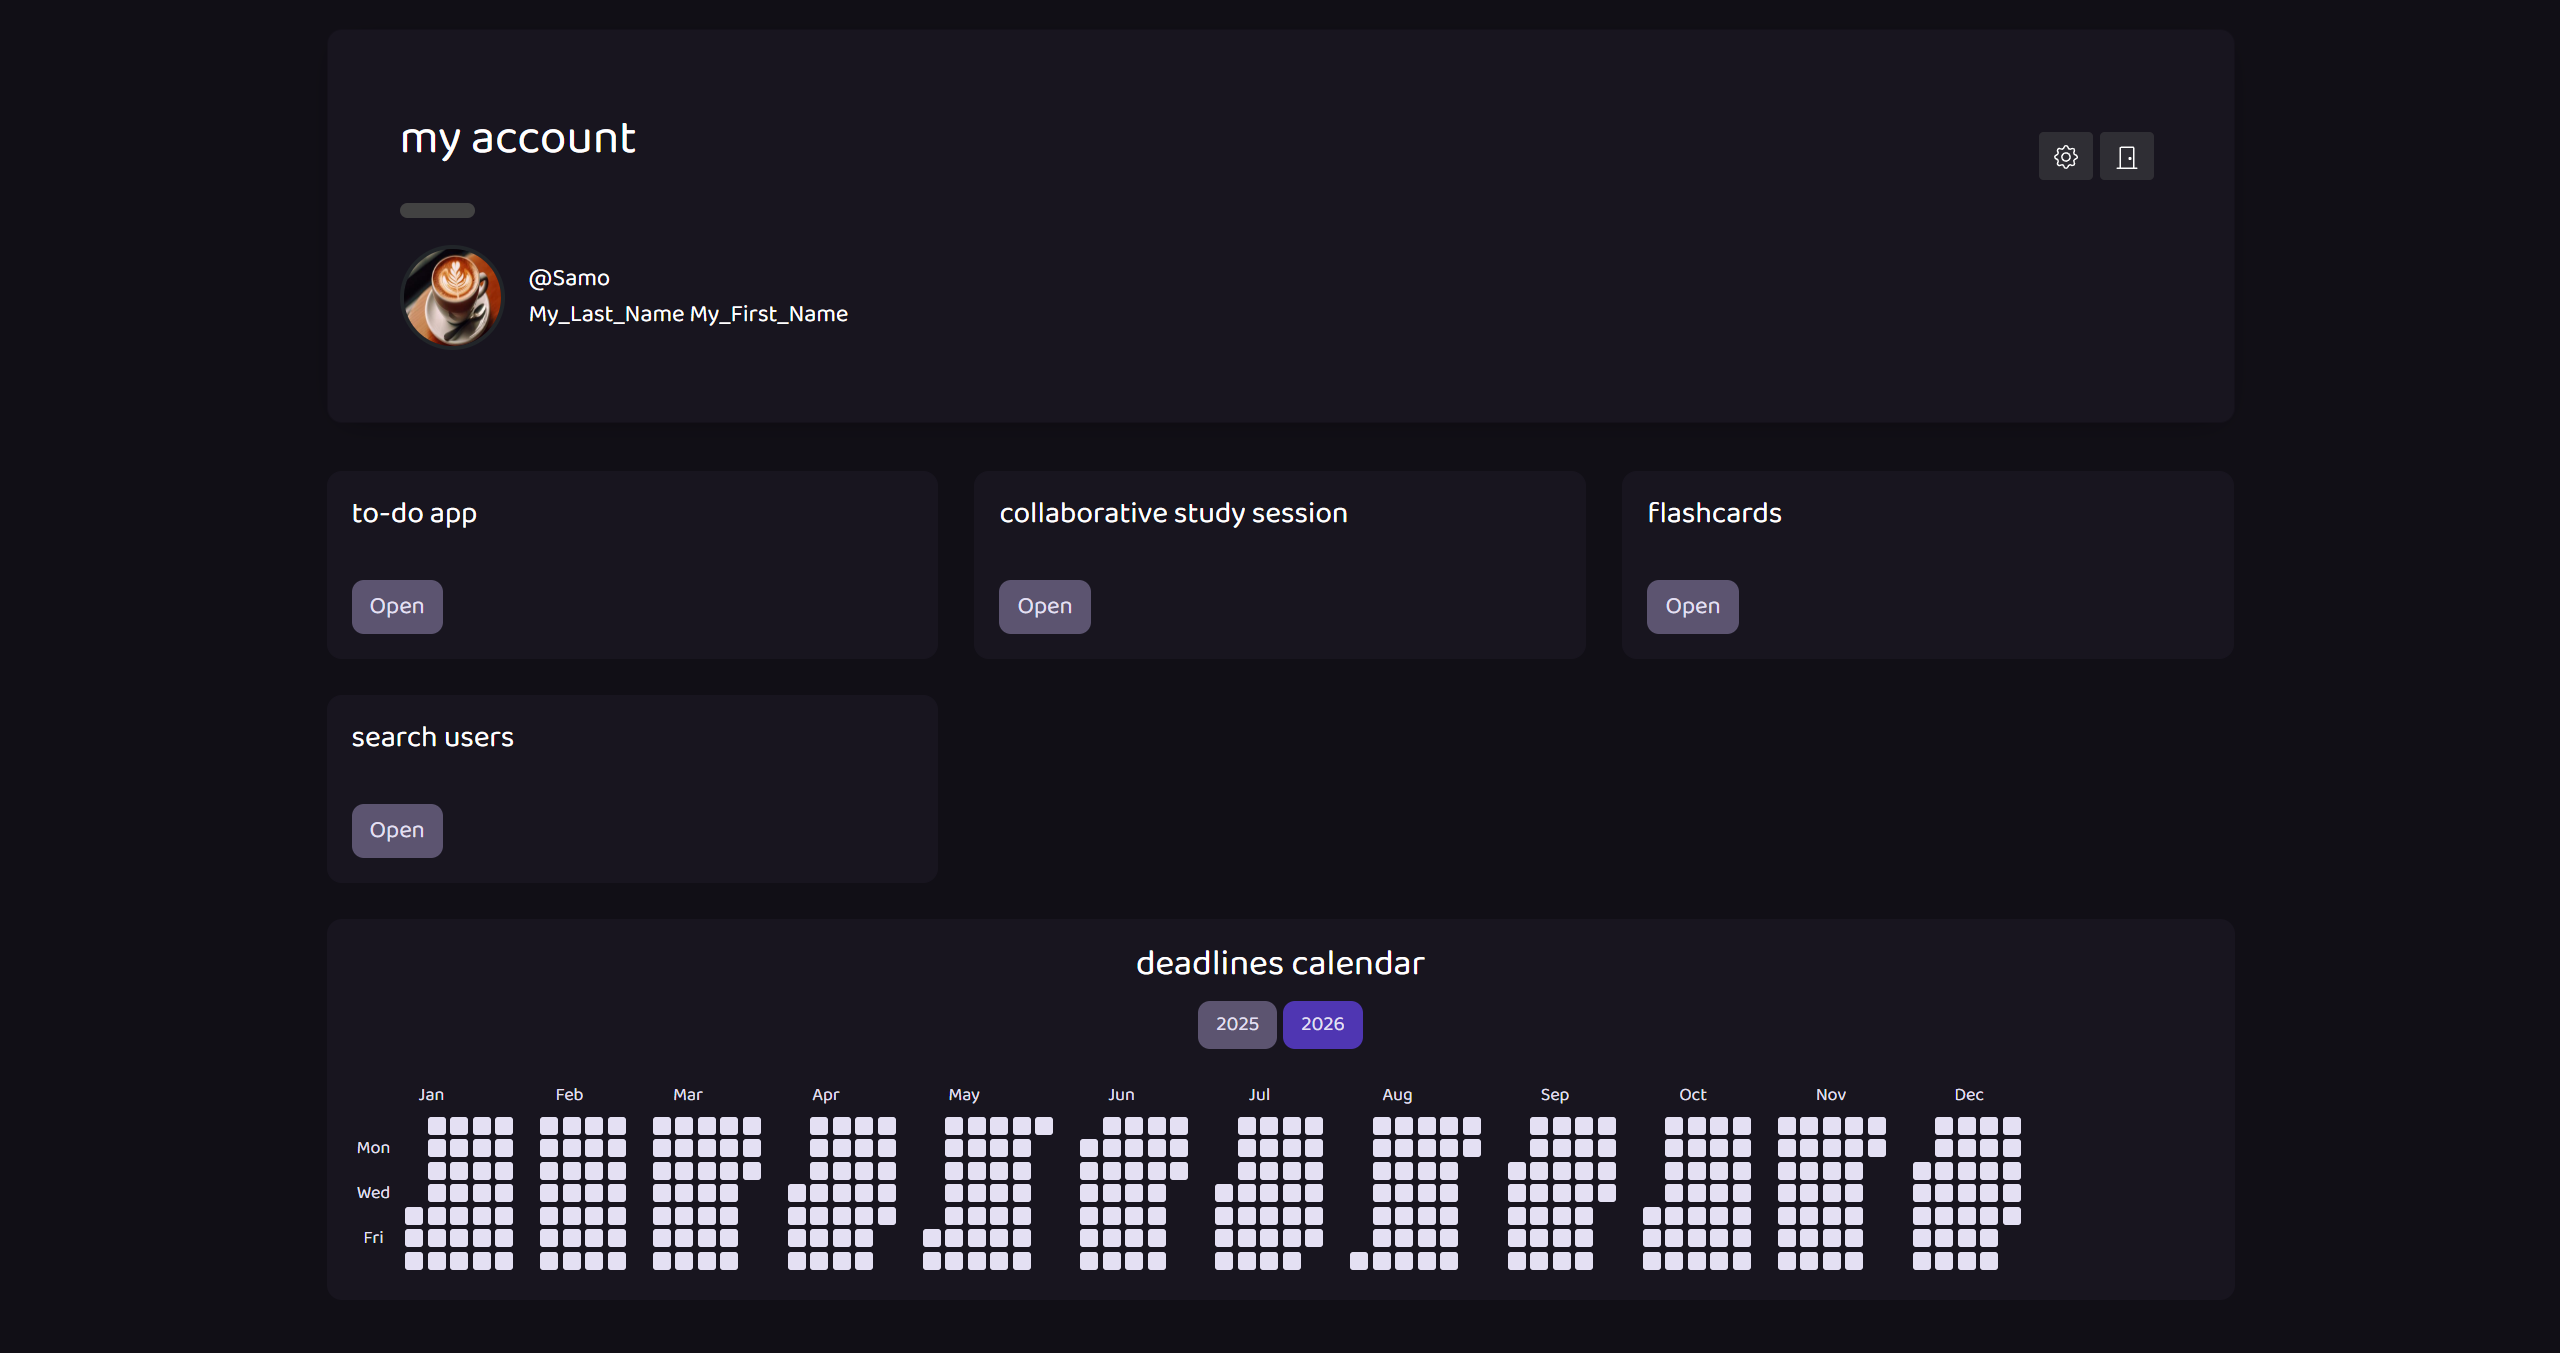 my account
@Samo
My_Last_Name My_First_Name
to-do app
Open
collaborative study session
Open
flashcards
Open
search users
Open
deadlines calendar
2025 2026
Jan Feb Mar Apr May Jun Jul Aug Sep Oct Nov Dec
Mon
Wed
Fri